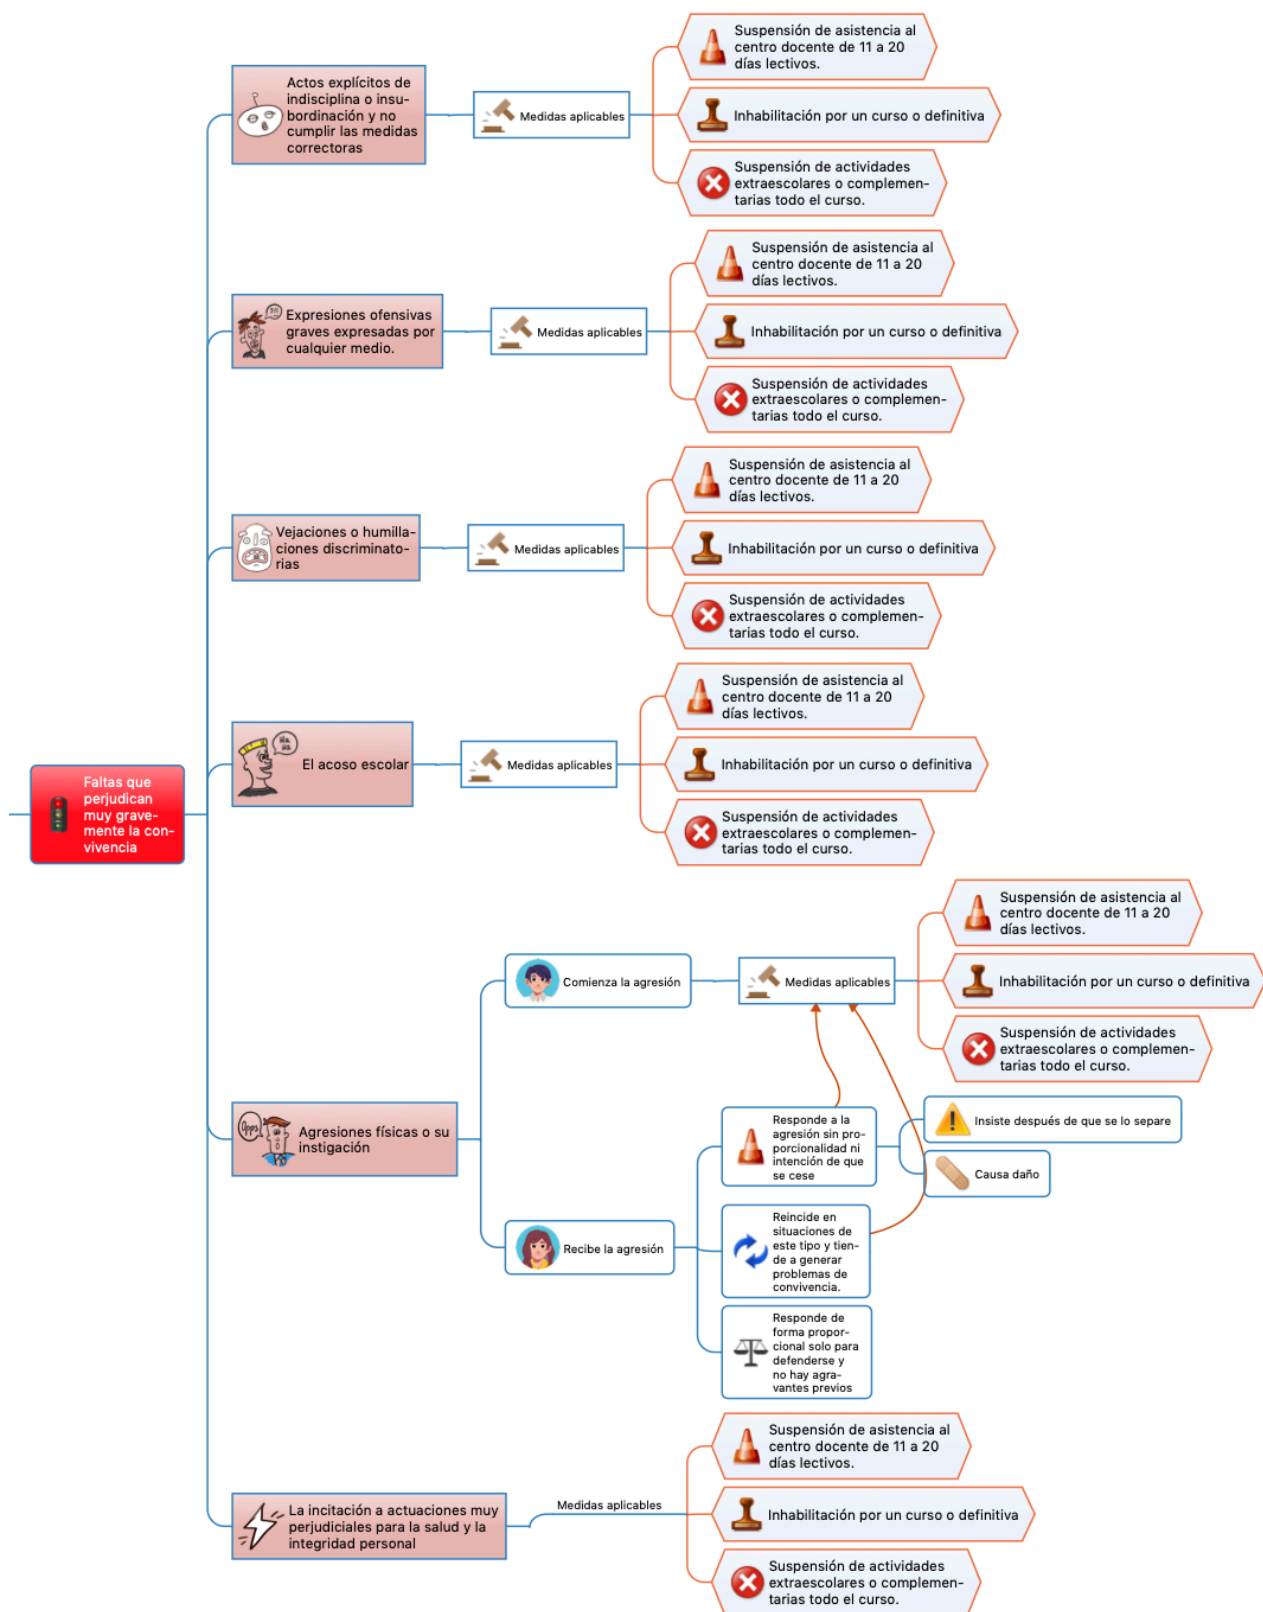 Faltas que
perjudican
muy grave-
mente la con-
vivencia
Actos explícitos de
indisciplina o insu-
bordinación y no
cumplir las medidas
correctoras
Medidas aplicables
Suspensión de asistencia al
centro docente de 11 a 20
días lectivos.
Inhabilitación por un curso o definitiva
Suspensión de actividades
extraescolares o complemen-
tarias todo el curso.
Expresiones ofensivas
graves expresadas por
cualquier medio.
Medidas aplicables
Suspensión de asistencia al
centro docente de 11 a 20
días lectivos.
Inhabilitación por un curso o definitiva
Suspensión de actividades
extraescolares o complemen-
tarias todo el curso.
Vejaciones o humilla-
ciones discriminato-
rias
Medidas aplicables
Suspensión de asistencia al
centro docente de 11 a 20
días lectivos.
Inhabilitación por un curso o definitiva
Suspensión de actividades
extraescolares o complemen-
tarias todo el curso.
El acoso escolar
Medidas aplicables
Suspensión de asistencia al
centro docente de 11 a 20
días lectivos.
Inhabilitación por un curso o definitiva
Suspensión de actividades
extraescolares o complemen-
tarias todo el curso.
Opps
Agresiones físicas o su
instigación
Comienza la agresión
Medidas aplicables
Suspensión de asistencia al
centro docente de 11 a 20
días lectivos.
Inhabilitación por un curso o definitiva
Suspensión de actividades
extraescolares o complemen-
tarias todo el curso.
Recibe la agresión
Responde a la
agresión sin pro-
porcionalidad ni
intención de que
se cese
Insiste después de que se lo separe
Causa daño
Reincide en
situaciones de
este tipo y tien-
de a generar
problemas de
convivencia.
Responde de
forma propor-
cional solo para
defenderse y
no hay agra-
vantes previos
La incitación a actuaciones muy
perjudiciales para la salud y la
integridad personal
Medidas aplicables
Suspensión de asistencia al
centro docente de 11 a 20
días lectivos.
Inhabilitación por un curso o definitiva
Suspensión de actividades
extraescolares o complemen-
tarias todo el curso.